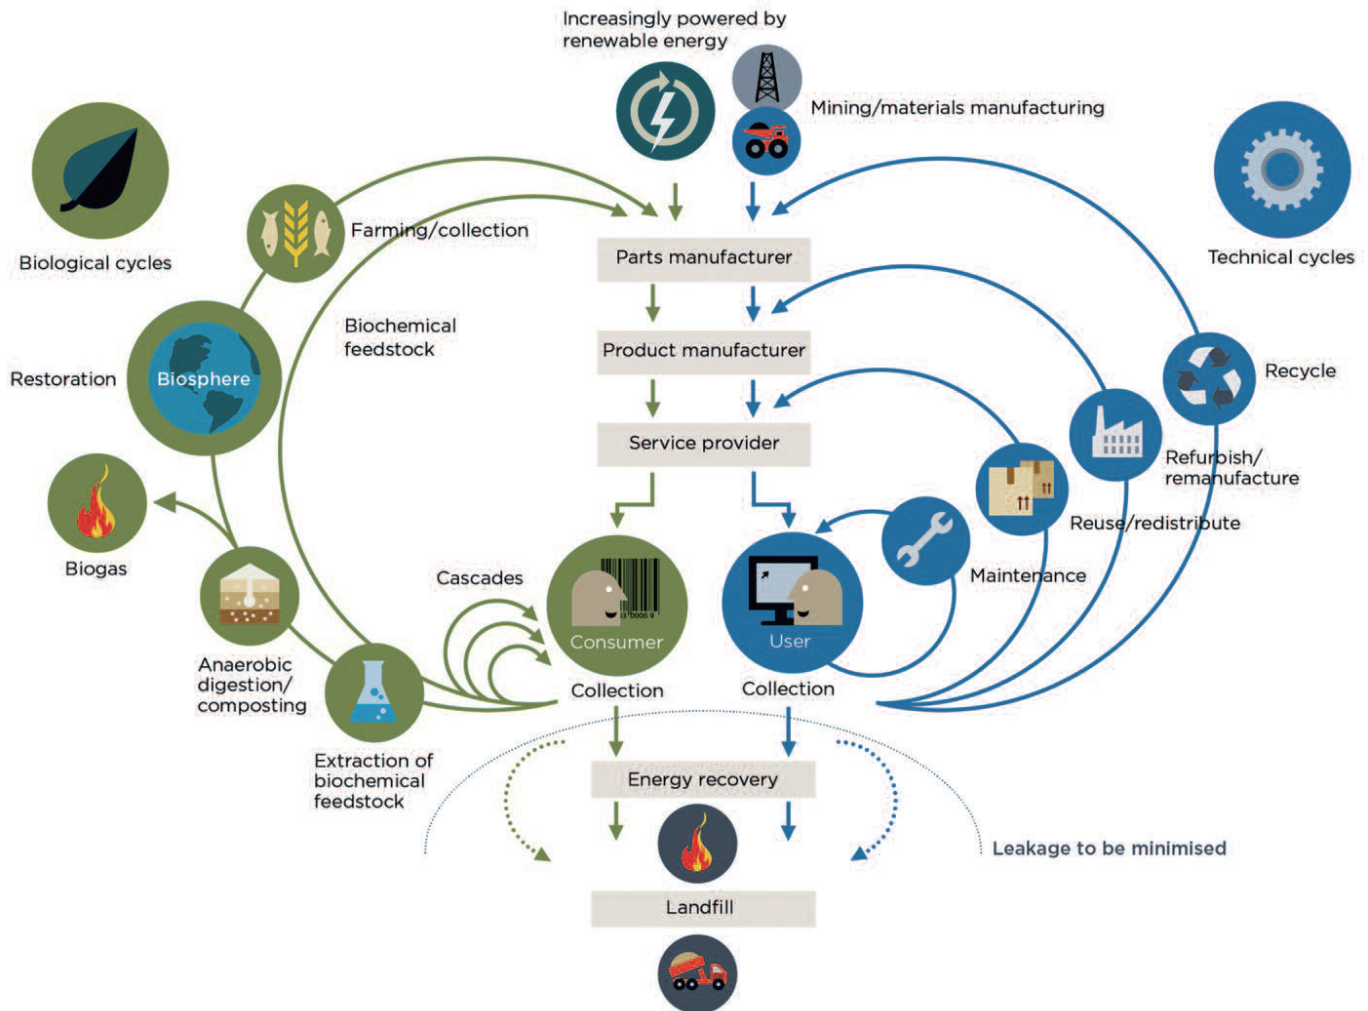 Increasingly powered by
renewable energy
Mining/materials manufacturing
Biological cycles
Technical cycles
Farming/collection
Parts manufacturer
Biochemical
feedstock
Product manufacturer
Restoration
Biosphere
Recycle
Service provider
Refurbish/
remanufacture
Reuse/redistribute
Biogas
Cascades
Maintenance
Consumer
User
Anaerobic
digestion/
composting
Collection
Collection
Extraction of
biochemical
feedstock
Energy recovery
Leakage to be minimised
Landfill